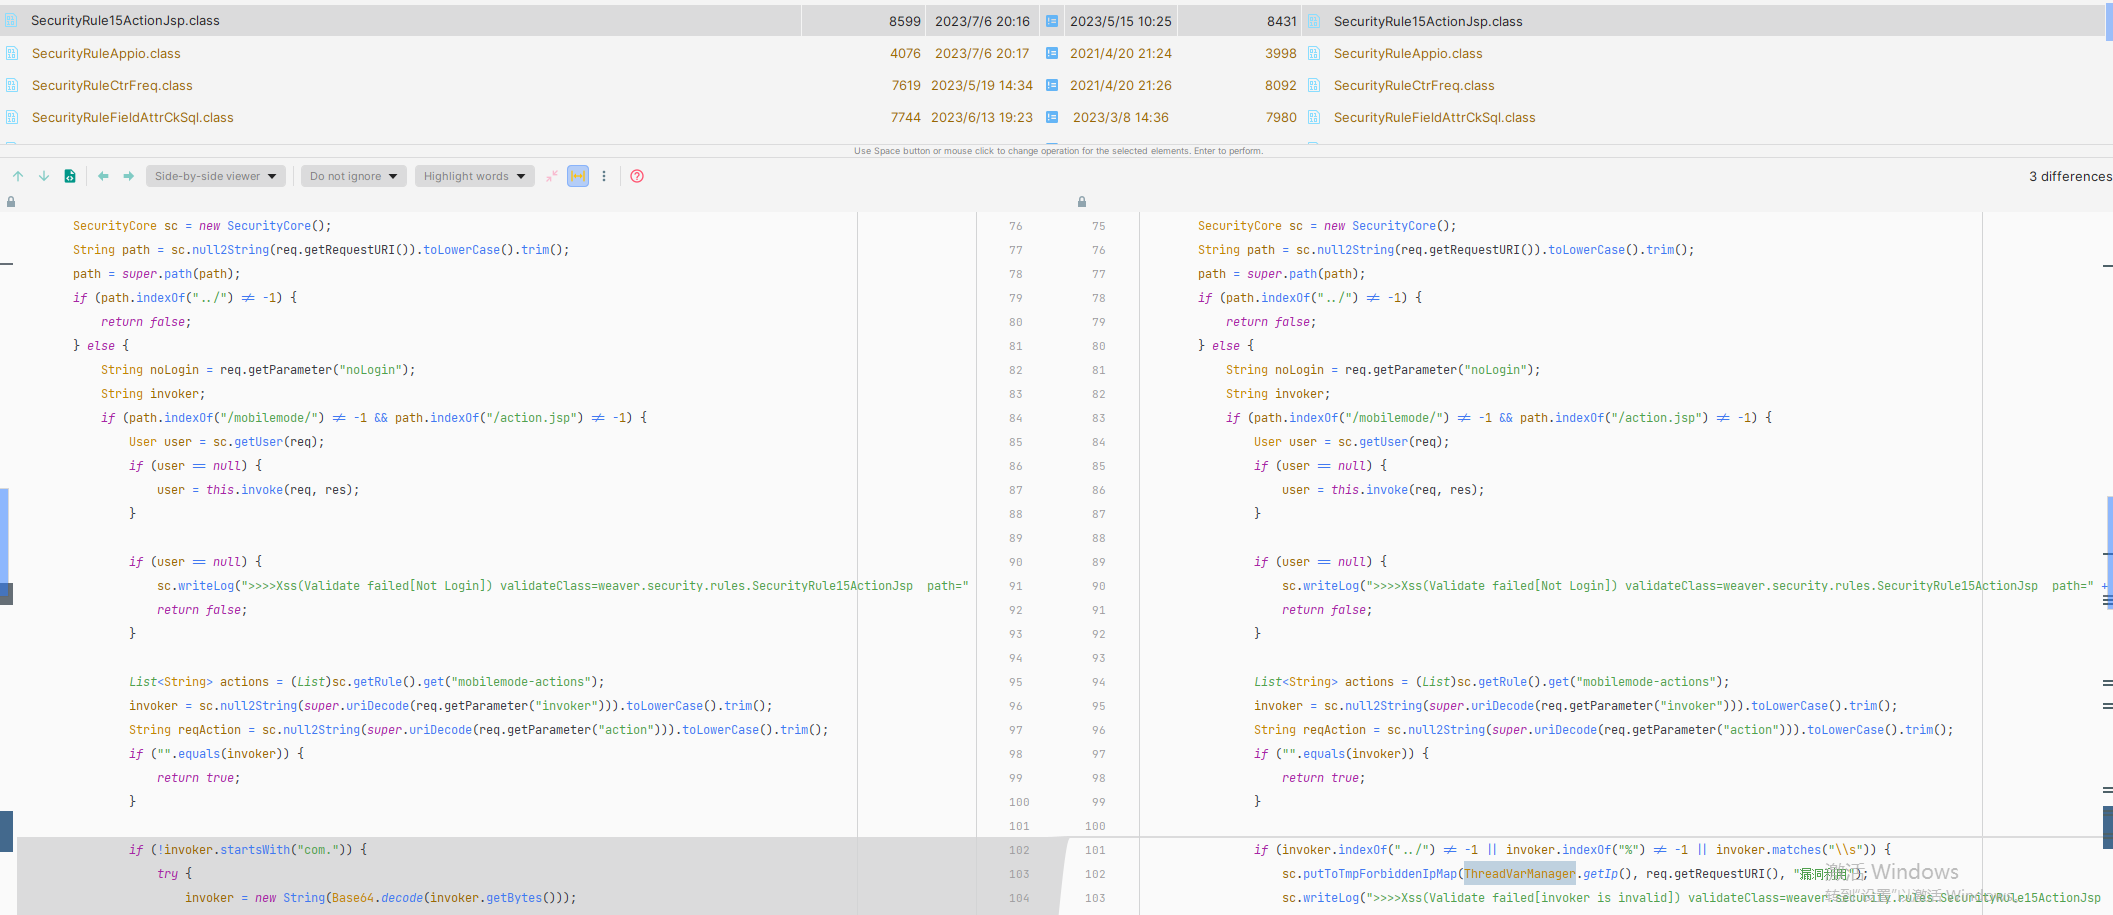 SecurityRule15ActionJsp.class 8599 2023/7/6 20:16 2023/5/15 10:25 8431 SecurityRule15ActionJsp.class
SecurityRuleAppio.class 4076 2023/7/6 20:17 2021/4/20 21:24 3998 SecurityRuleAppio.class
SecurityRuleCtrFreq.class 7619 2023/5/19 14:34 2021/4/20 21:26 8092 SecurityRuleCtrFreq.class
SecurityRuleFieldAttrCkSql.class 7744 2023/6/13 19:23 2023/3/8 14:36 7980 SecurityRuleFieldAttrCkSql.class
Use Space button or mouse click to change operation for the selected elements. Enter to perform.
Side-by-side viewer Do not ignore Highlight words 3 differences
SecurityCore sc = new SecurityCore(); 76 75 SecurityCore sc = new SecurityCore();
String path = sc.null2String(req.getRequestURI()).toLowerCase().trim(); 77 76 String path = sc.null2String(req.getRequestURI()).toLowerCase().trim();
path = super.path(path); 78 77 path = super.path(path);
if (path.indexOf("../") != -1) { 79 78 if (path.indexOf("../") != -1) {
return false; 80 79 return false;
} else { 81 80 } else {
String noLogin = req.getParameter("noLogin"); 82 81 String noLogin = req.getParameter("noLogin");
String invoker; 83 82 String invoker;
if (path.indexOf("/mobilemode/") != -1 && path.indexOf("/action.jsp") != -1) { 84 83 if (path.indexOf("/mobilemode/") != -1 && path.indexOf("/action.jsp") != -1) {
User user = sc.getUser(req); 85 84 User user = sc.getUser(req);
if (user == null) { 86 85 if (user == null) {
user = this.invoke(req, res); 87 86 user = this.invoke(req, res);
} 88 87 }
89 88
if (user == null) { 90 89 if (user == null) {
sc.writeLog(">>>>Xss(Validate failed[Not Login]) validateClass=weaver.security.rules.SecurityRule15ActionJsp  path=" 91 90 sc.writeLog(">>>>Xss(Validate failed[Not Login]) validateClass=weaver.security.rules.SecurityRule15ActionJsp  path=" +
return false; 92 91 return false;
} 93 92 }
94 93
List<String> actions = (List)sc.getRule().get("mobilemode-actions"); 95 94 List<String> actions = (List)sc.getRule().get("mobilemode-actions");
invoker = sc.null2String(super.uriDecode(req.getParameter("invoker"))).toLowerCase().trim(); 96 95 invoker = sc.null2String(super.uriDecode(req.getParameter("invoker"))).toLowerCase().trim();
String reqAction = sc.null2String(super.uriDecode(req.getParameter("action"))).toLowerCase().trim(); 97 96 String reqAction = sc.null2String(super.uriDecode(req.getParameter("action"))).toLowerCase().trim();
if ("".equals(invoker)) { 98 97 if ("".equals(invoker)) {
return true; 99 98 return true;
} 100 99 }
101 100
if (!invoker.startsWith("com.")) { 102 101 if (invoker.indexOf("../") != -1 || invoker.indexOf("%") != -1 || invoker.matches("\\s")) {
try { 103 102 sc.putToTmpForbiddenIpMap(ThreadVarManager.getIp(), req.getRequestURI(), "漏洞利用");
invoker = new String(Base64.decode(invoker.getBytes())); 104 103 sc.writeLog(">>>>Xss(Validate failed[invoker is invalid]) validateClass=weaver.security.rules.SecurityRule15ActionJsp
激活 Windows
转到"设置"以激活 Windows。